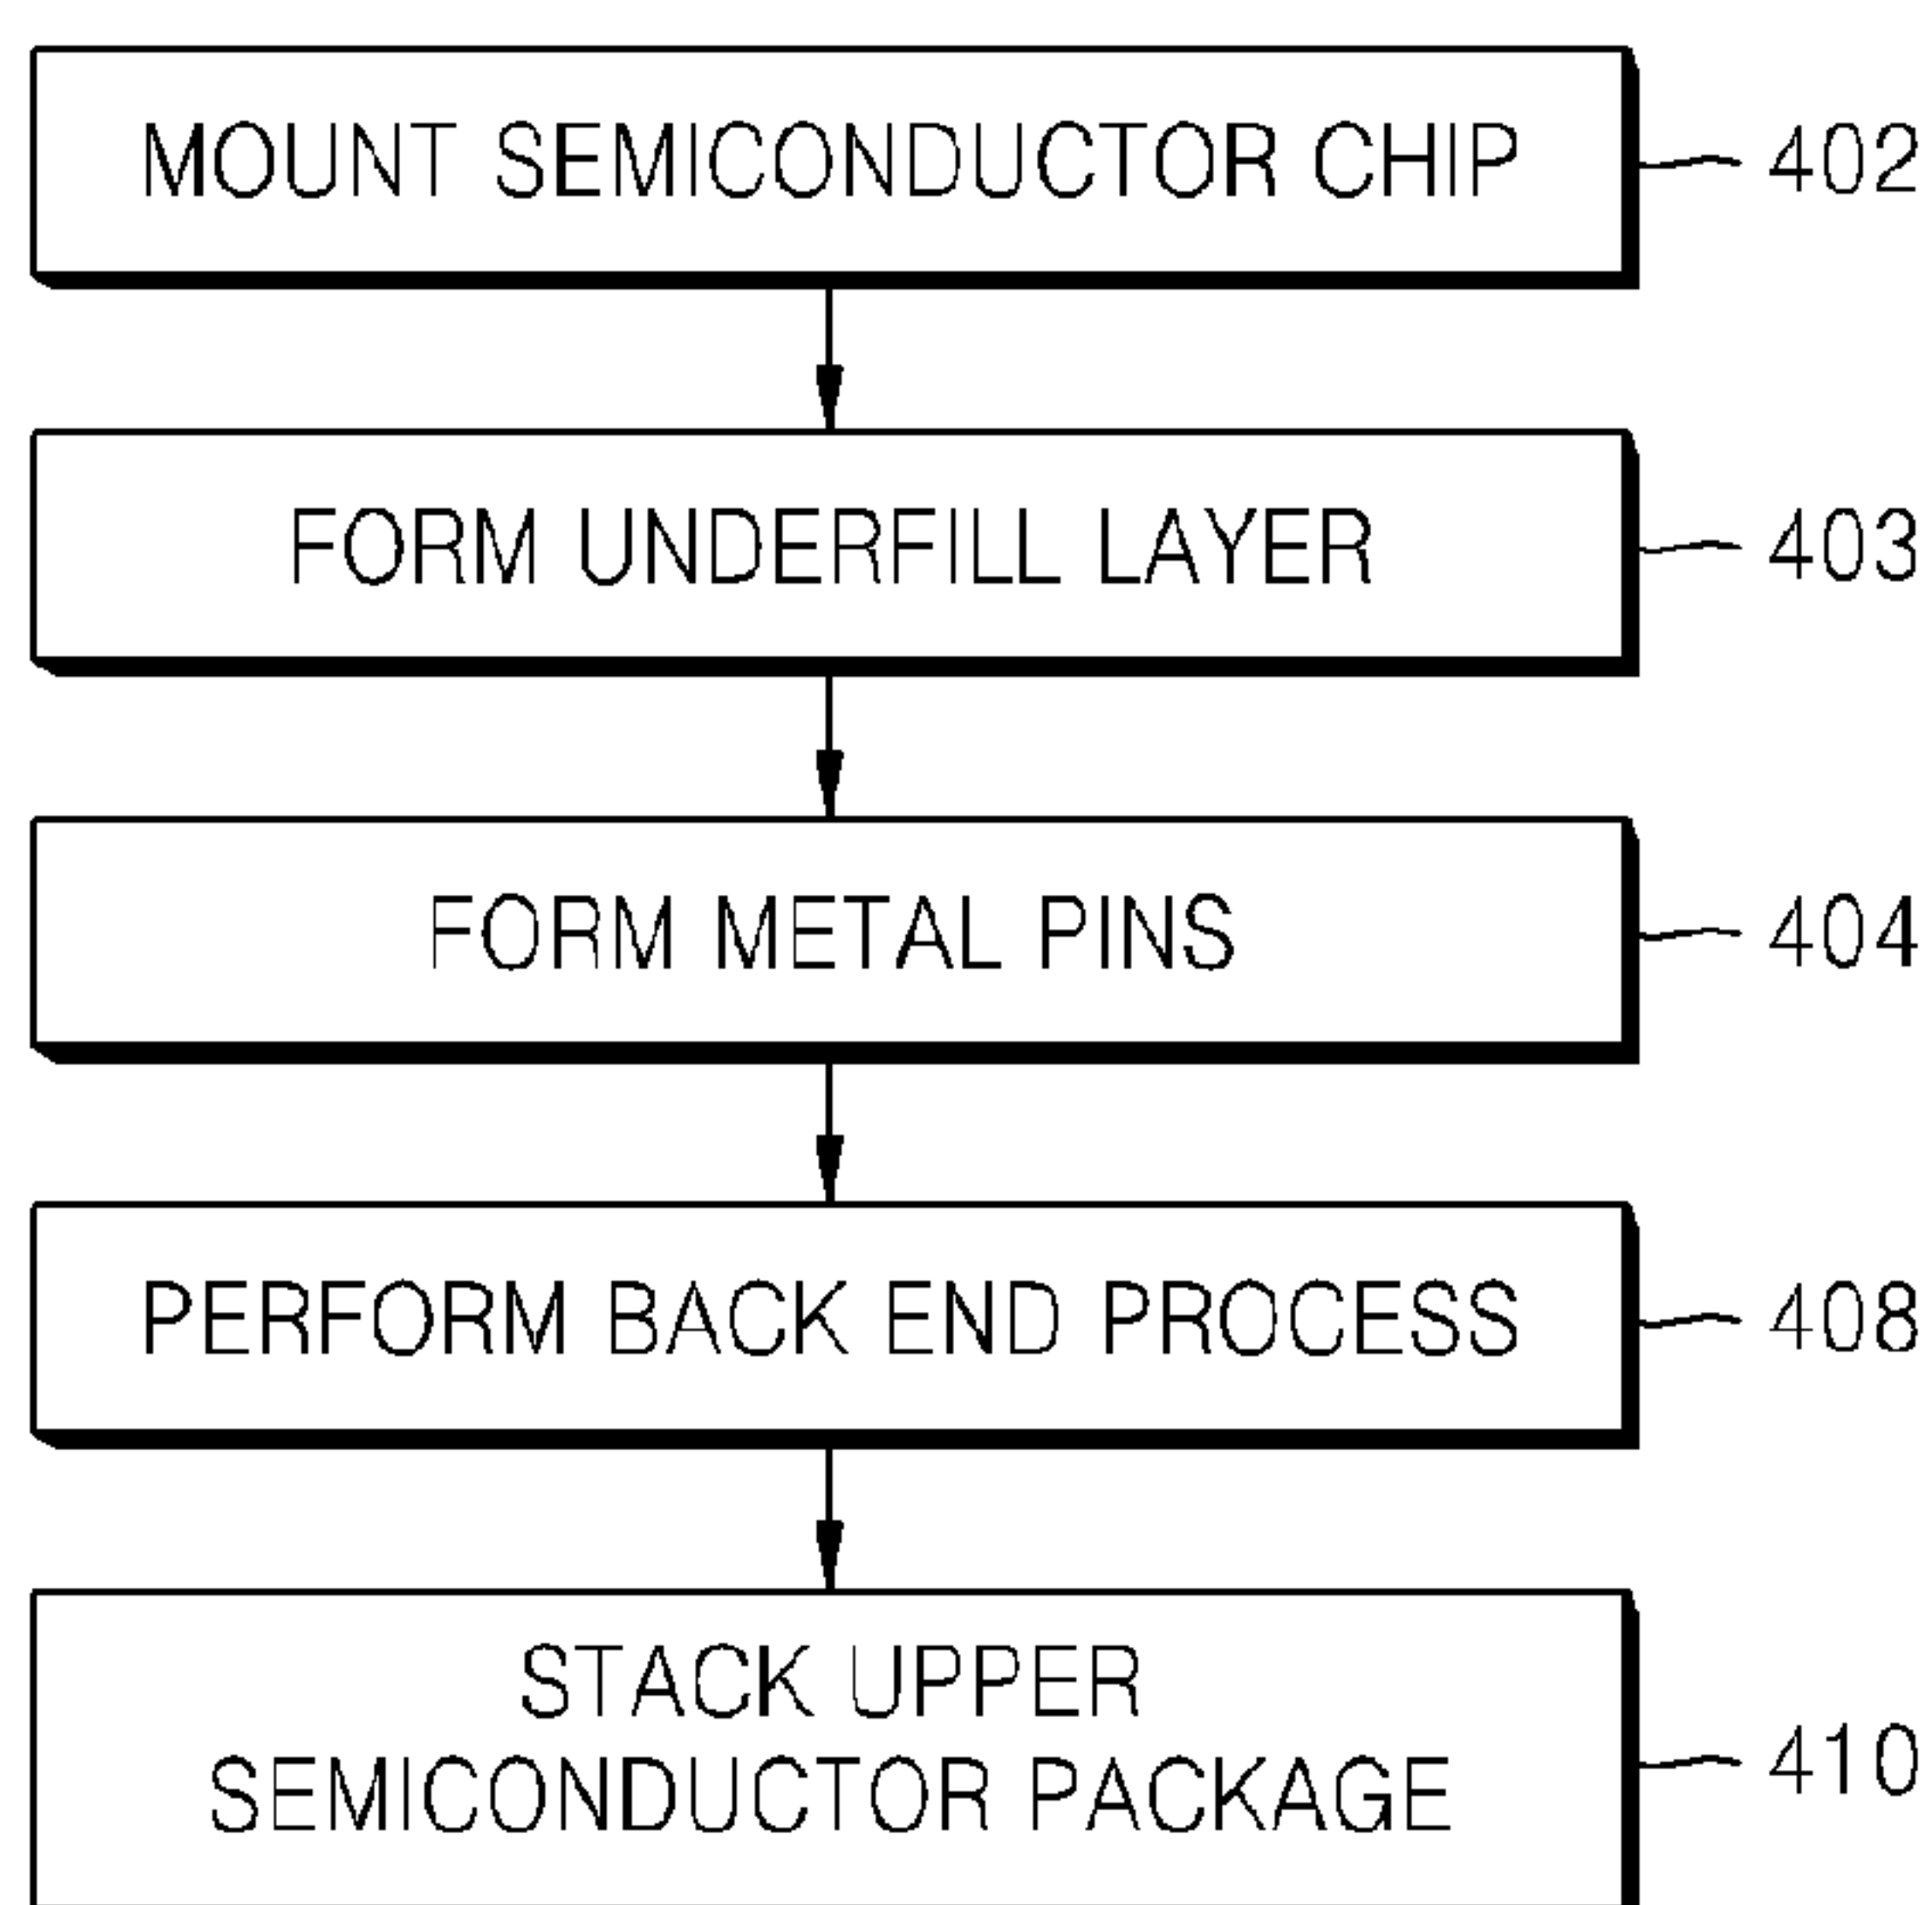 MOUNT SEMICONDUCTOR CHIP
402
FORM UNDERFILL LAYER
403
FORM METAL PINS
404
PERFORM BACK END PROCESS
408
STACK UPPER
SEMICONDUCTOR PACKAGE
410